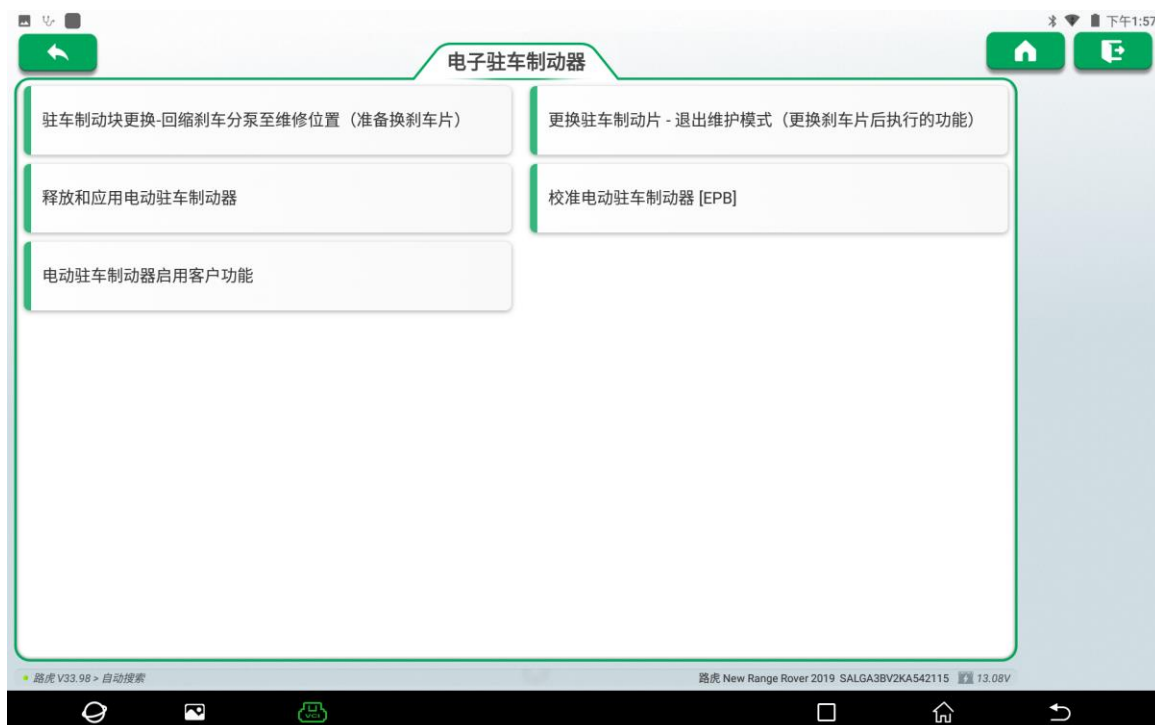 下午1:57
电子驻车制动器
驻车制动块更换-回缩刹车分泵至维修位置（准备换刹车片）
更换驻车制动片 - 退出维护模式（更换刹车片后执行的功能）
释放和应用电动驻车制动器
校准电动驻车制动器 [EPB]
电动驻车制动器启用客户功能
路虎 V33.98 > 自动搜索
路虎 New Range Rover 2019 SALGA3BV2KA542115 13.08V
VCI